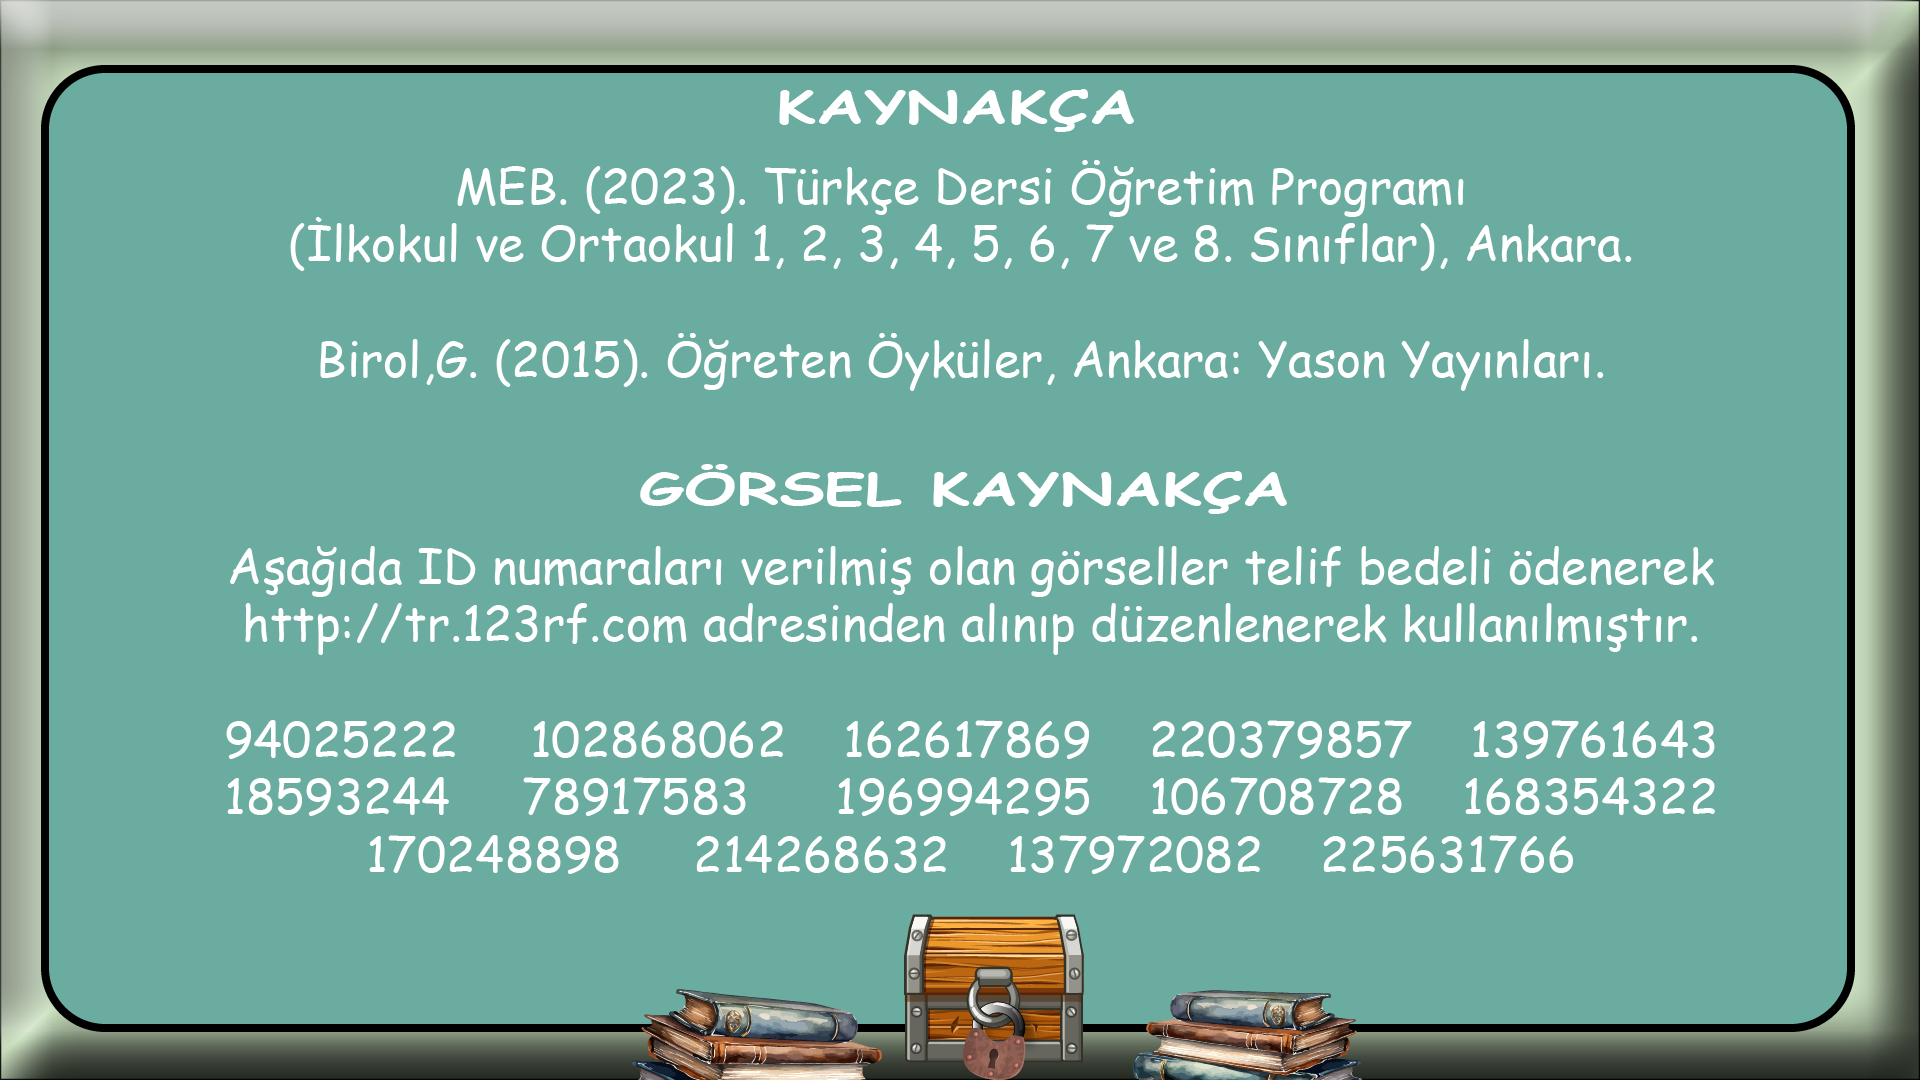 KAYNAKÇA
MEB. (2023). Türkçe Dersi Öğretim Programı
(İlkokul ve Ortaokul 1, 2, 3, 4, 5, 6, 7 ve 8. Sınıflar), Ankara.
Birol,G. (2015). Öğreten Öyküler, Ankara: Yason Yayınları.
GÖRSEL KAYNAKÇA
Aşağıda ID numaraları verilmiş olan görseller telif bedeli ödenerek
http://tr.123rf.com adresinden alınıp düzenlenerek kullanılmıştır.
94025222 102868062 162617869 220379857 139761643
18593244 78917583 196994295 106708728 168354322
170248898 214268632 137972082 225631766